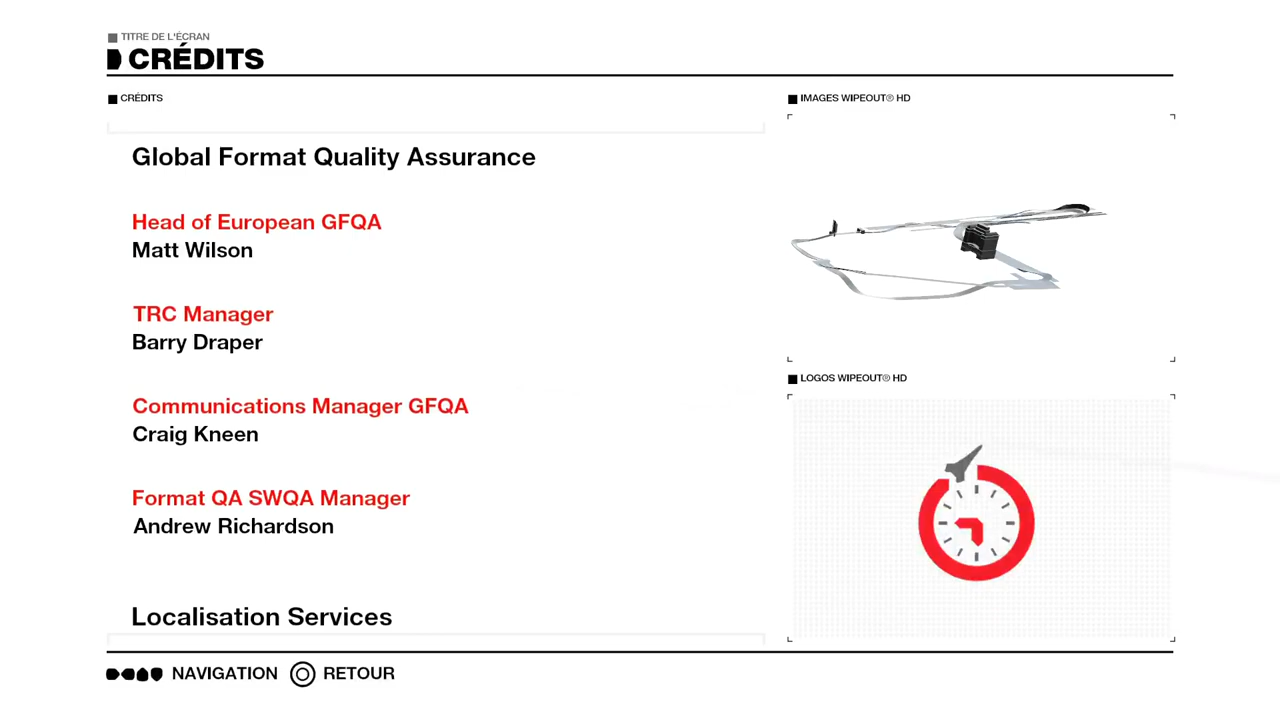 TITRE DE L'ÉCRAN
CRÉDITS
CRÉDITS
IMAGES WIPEOUT® HD
Global Format Quality Assurance
Head of European GFQA
Matt Wilson
TRC Manager
Barry Draper
Communications Manager GFQA
Craig Kneen
Format QA SWQA Manager
Andrew Richardson
Localisation Services
LOGOS WIPEOUT® HD
NAVIGATION
RETOUR